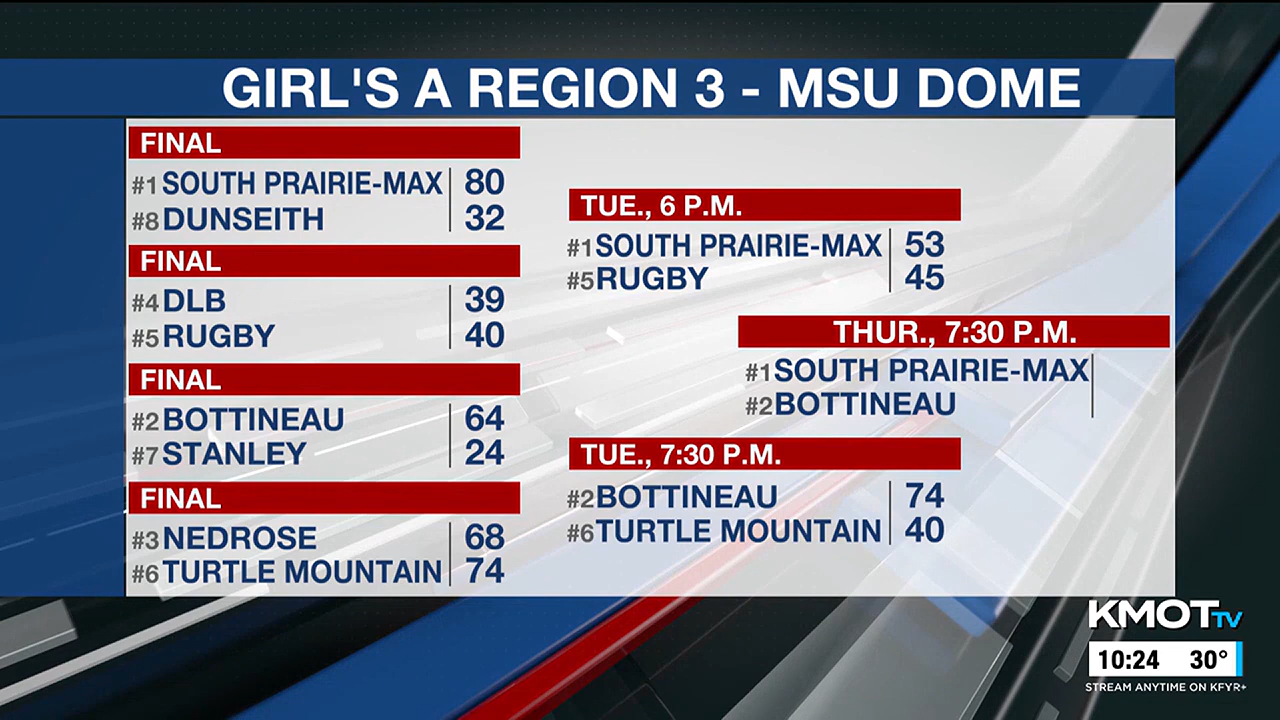 GIRL'S A REGION 3 - MSU DOME
FINAL
#1 SOUTH PRAIRIE-MAX 80
#8 DUNSEITH 32
FINAL
#4 DLB 39
#5 RUGBY 40
FINAL
#2 BOTTINEAU 64
#7 STANLEY 24
FINAL
#3 NEDROSE 68
#6 TURTLE MOUNTAIN 74
TUE., 6 P.M.
#1 SOUTH PRAIRIE-MAX 53
#5 RUGBY 45
TUE., 7:30 P.M.
#2 BOTTINEAU 74
#6 TURTLE MOUNTAIN 40
THUR., 7:30 P.M.
#1 SOUTH PRAIRIE-MAX
#2 BOTTINEAU
KMOT TV
10:24 30°
STREAM ANYTIME ON KFYR+